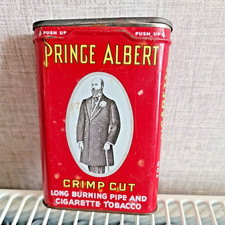 PUSH UP PUSH UP
PRINCE ALBERT
CRIMP CUT
LONG BURNING PIPE AND
CIGARETTE TOBACCO